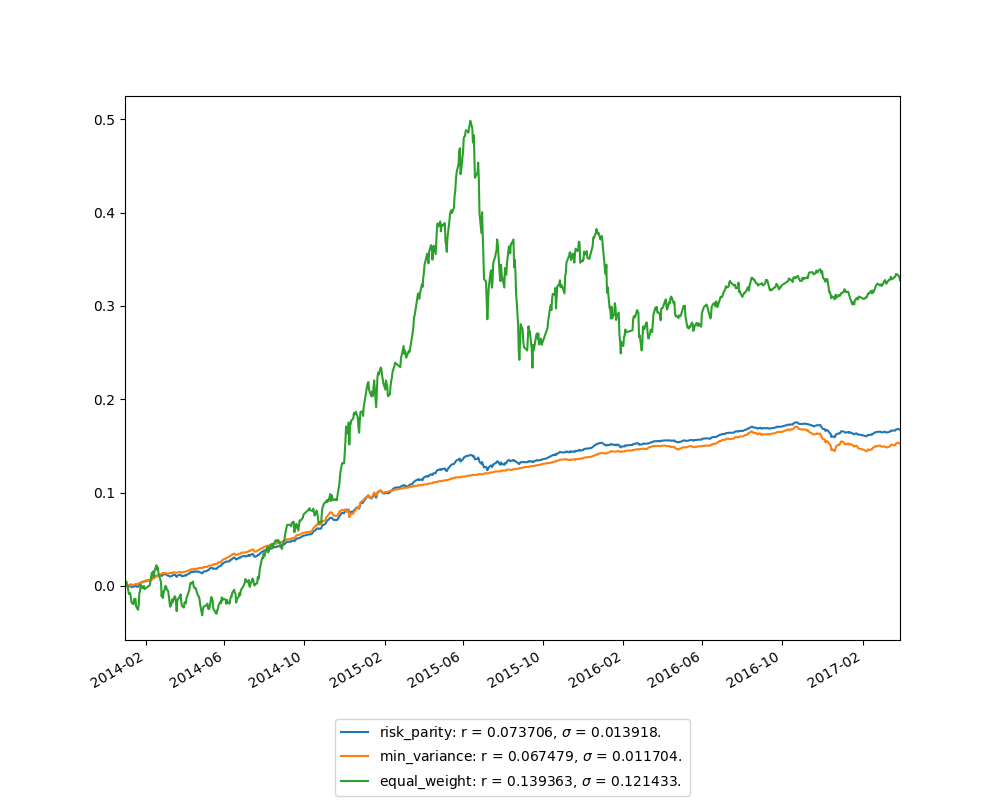 0.5
0.4
0.3
0.2
0.1
0.0
2014-02 2014-06 2014-10 2015-02 2015-06 2015-10 2016-02 2016-06 2016-10 2017-02
risk_parity: r = 0.073706, σ = 0.013918.
min_variance: r = 0.067479, σ = 0.011704.
equal_weight: r = 0.139363, σ = 0.121433.